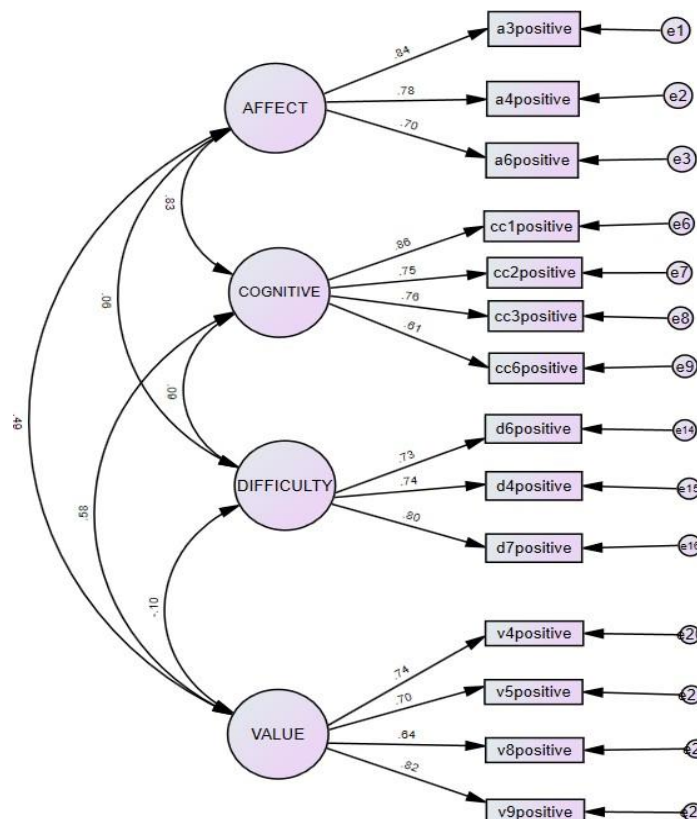 e1
a3positive
.84
AFFECT
.78
a4positive
e2
.70
a6positive
e3
.83
cc1positive
e6
.86
COGNITIVE
.75
cc2positive
e7
.76
cc3positive
e8
.61
cc6positive
e9
.06
.09
.49
.58
d6positive
e14
.73
DIFFICULTY
.74
d4positive
e15
.80
d7positive
e16
-.10
v4positive
.74
.70
v5positive
VALUE
.64
v8positive
.82
v9positive